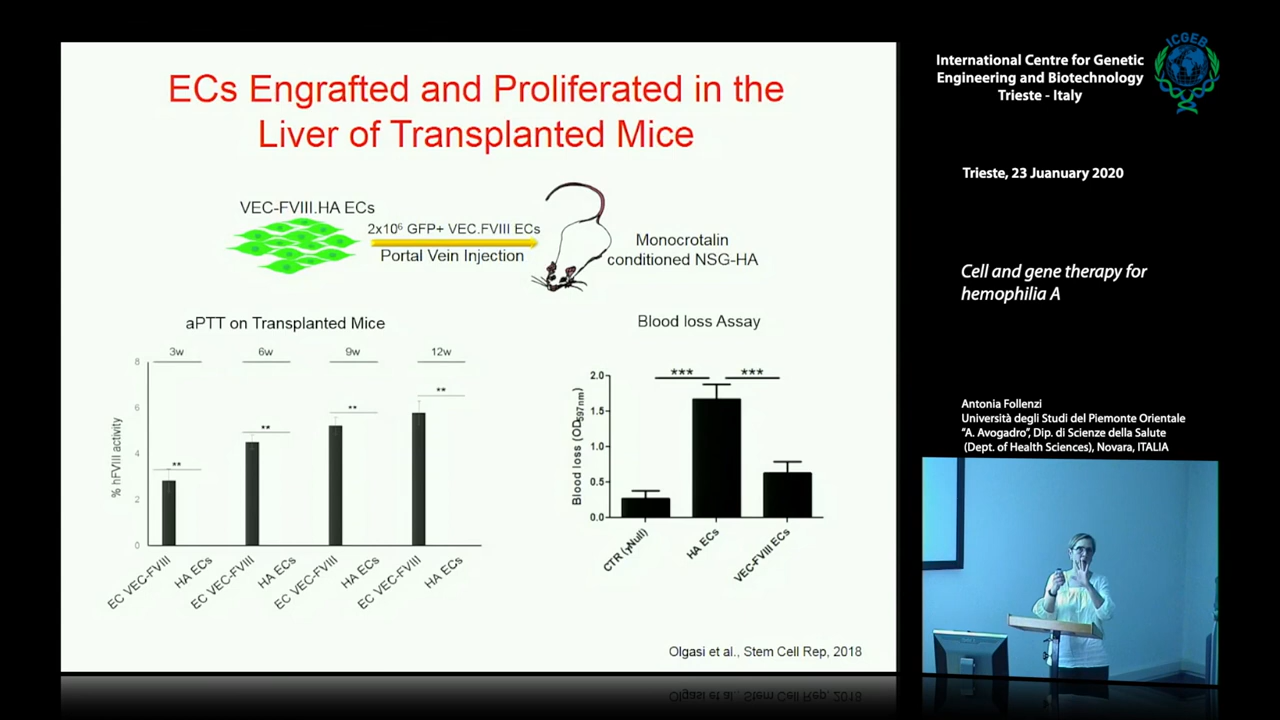 ECs Engrafted and Proliferated in the
Liver of Transplanted Mice
VEC-FVIII.HA ECs
2x10⁶ GFP+ VEC.FVIII ECs
Portal Vein Injection
Monocrotalin
conditioned NSG-HA
aPTT on Transplanted Mice
3w 6w 9w 12w
% hFVIII activity
8
6
4
2
0
** ** ** **
EC VEC-FVIII HA ECs EC VEC-FVIII HA ECs EC VEC-FVIII HA ECs EC VEC-FVIII HA ECs
Blood loss Assay
*** ***
Blood loss (OD597nm)
2.0
1.5
1.0
0.5
0.0
CTR (γNull) HA ECs VEC-FVIII ECs
Olgasi et al., Stem Cell Rep, 2018
ICGEB
International Centre for Genetic
Engineering and Biotechnology
Trieste - Italy
Trieste, 23 Juanuary 2020
Cell and gene therapy for
hemophilia A
Antonia Follenzi
Università degli Studi del Piemonte Orientale
“A. Avogadro”, Dip. di Scienze della Salute
(Dept. of Health Sciences), Novara, ITALIA